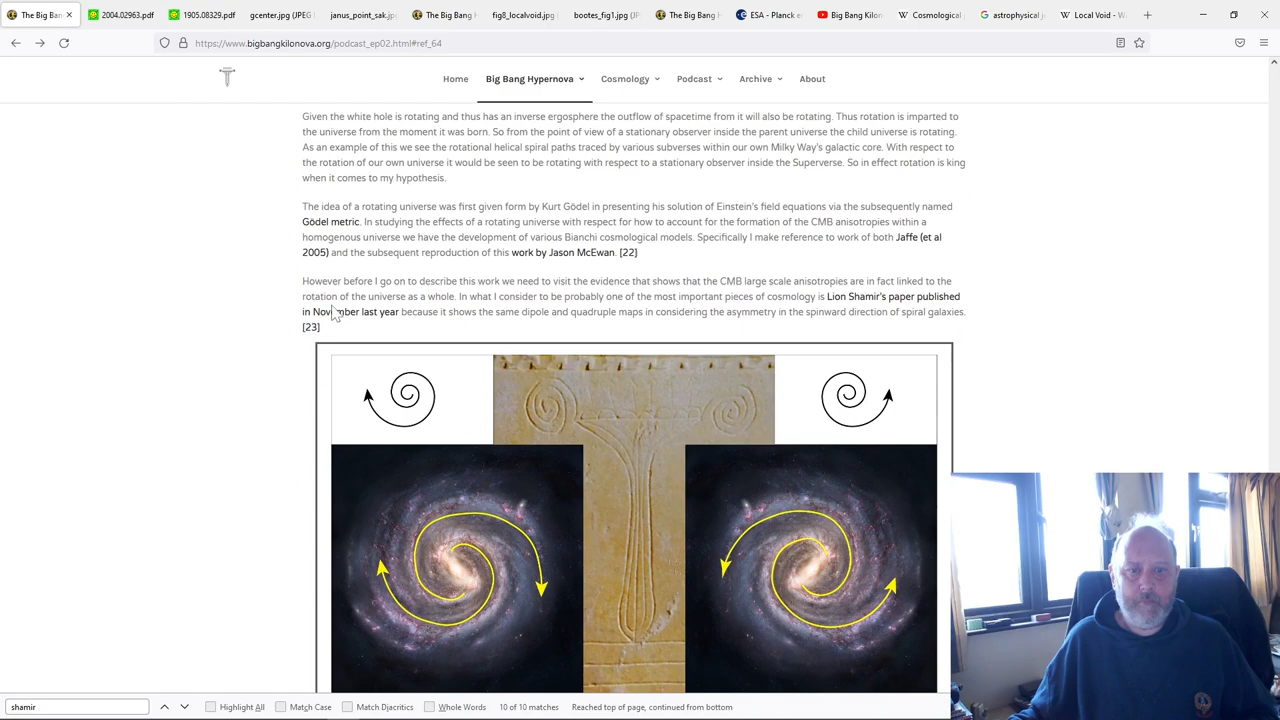 The Big Ban
2004.02963.pdf
1905.08329.pdf
gcenter.jpg (JPEG I
janus_point_sak.jp
The Big Bang H
fig8_localvoid.jpg (
bootes_fig1.jpg (JP
The Big Bang H
ESA - Planck e
Big Bang Kilon
Cosmological
astrophysical j
Local Void - Wi
https://www.bigbangkilonova.org/podcast_ep02.html#ref_64
Home
Big Bang Hypernova
Cosmology
Podcast
Archive
About
Given the white hole is rotating and thus has an inverse ergosphere the outflow of spacetime from it will also be rotating. Thus rotation is imparted to
the universe from the moment it was born. So from the point of view of a stationary observer inside the parent universe the child universe is rotating.
As an example of this we see the rotational helical spiral paths traced by various subverses within our own Milky Way's galactic core. With respect to
the rotation of our own universe it would be seen to be rotating with respect to a stationary observer inside the Superverse. So in effect rotation is king
when it comes to my hypothesis.
The idea of a rotating universe was first given form by Kurt Gödel in presenting his solution of Einstein's field equations via the subsequently named
Gödel metric. In studying the effects of a rotating universe with respect for how to account for the formation of the CMB anisotropies within a
homogenous universe we have the development of various Bianchi cosmological models. Specifically I make reference to work of both Jaffe (et al
2005) and the subsequent reproduction of this work by Jason McEwan. [22]
However before I go on to describe this work we need to visit the evidence that shows that the CMB large scale anisotropies are in fact linked to the
rotation of the universe as a whole. In what I consider to be probably one of the most important pieces of cosmology is Lion Shamir's paper published
in November last year because it shows the same dipole and quadruple maps in considering the asymmetry in the spinward direction of spiral galaxies.
[23]
shamir
Highlight All
Match Case
Match Diacritics
Whole Words
10 of 10 matches
Reached top of page, continued from bottom